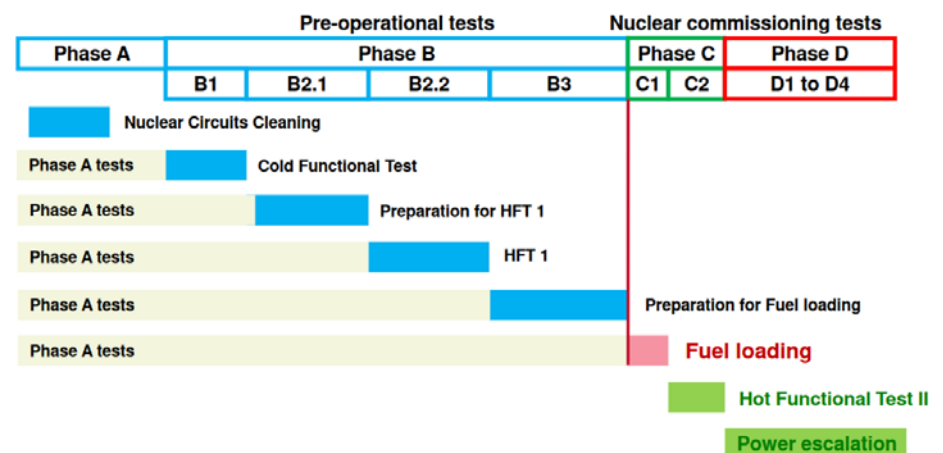 Pre-operational tests Nuclear commissioning tests
Phase A Phase B Phase C Phase D
B1 B2.1 B2.2 B3 C1 C2 D1 to D4
Nuclear Circuits Cleaning
Phase A tests Cold Functional Test
Phase A tests Preparation for HFT 1
Phase A tests HFT 1
Phase A tests Preparation for Fuel loading
Phase A tests Fuel loading
Hot Functional Test II
Power escalation